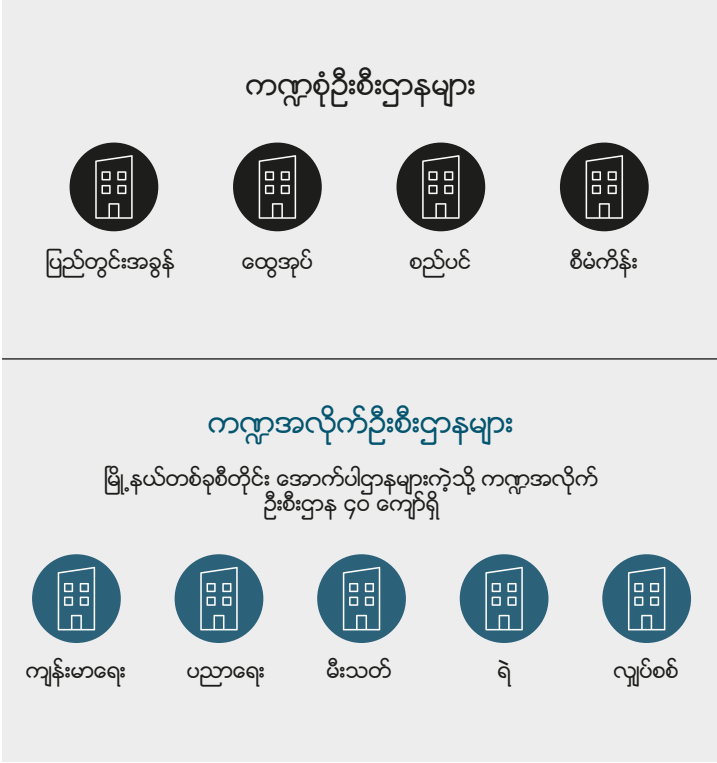 ကဏ္ဍစုံဦးစီးဌာနများ
ပြည်တွင်းအခွန်
ထွေအုပ်
စည်ပင်
စီမံကိန်း
ကဏ္ဍအလိုက်ဦးစီးဌာနများ
မြို့နယ်တစ်ခုစီတိုင်း အောက်ပါဌာနများကဲ့သို့ ကဏ္ဍအလိုက်
ဦးစီးဌာန ၄၀ ကျော်ရှိ
ကျန်းမာရေး
ပညာရေး
မီးသတ်
ရဲ
လျှပ်စစ်